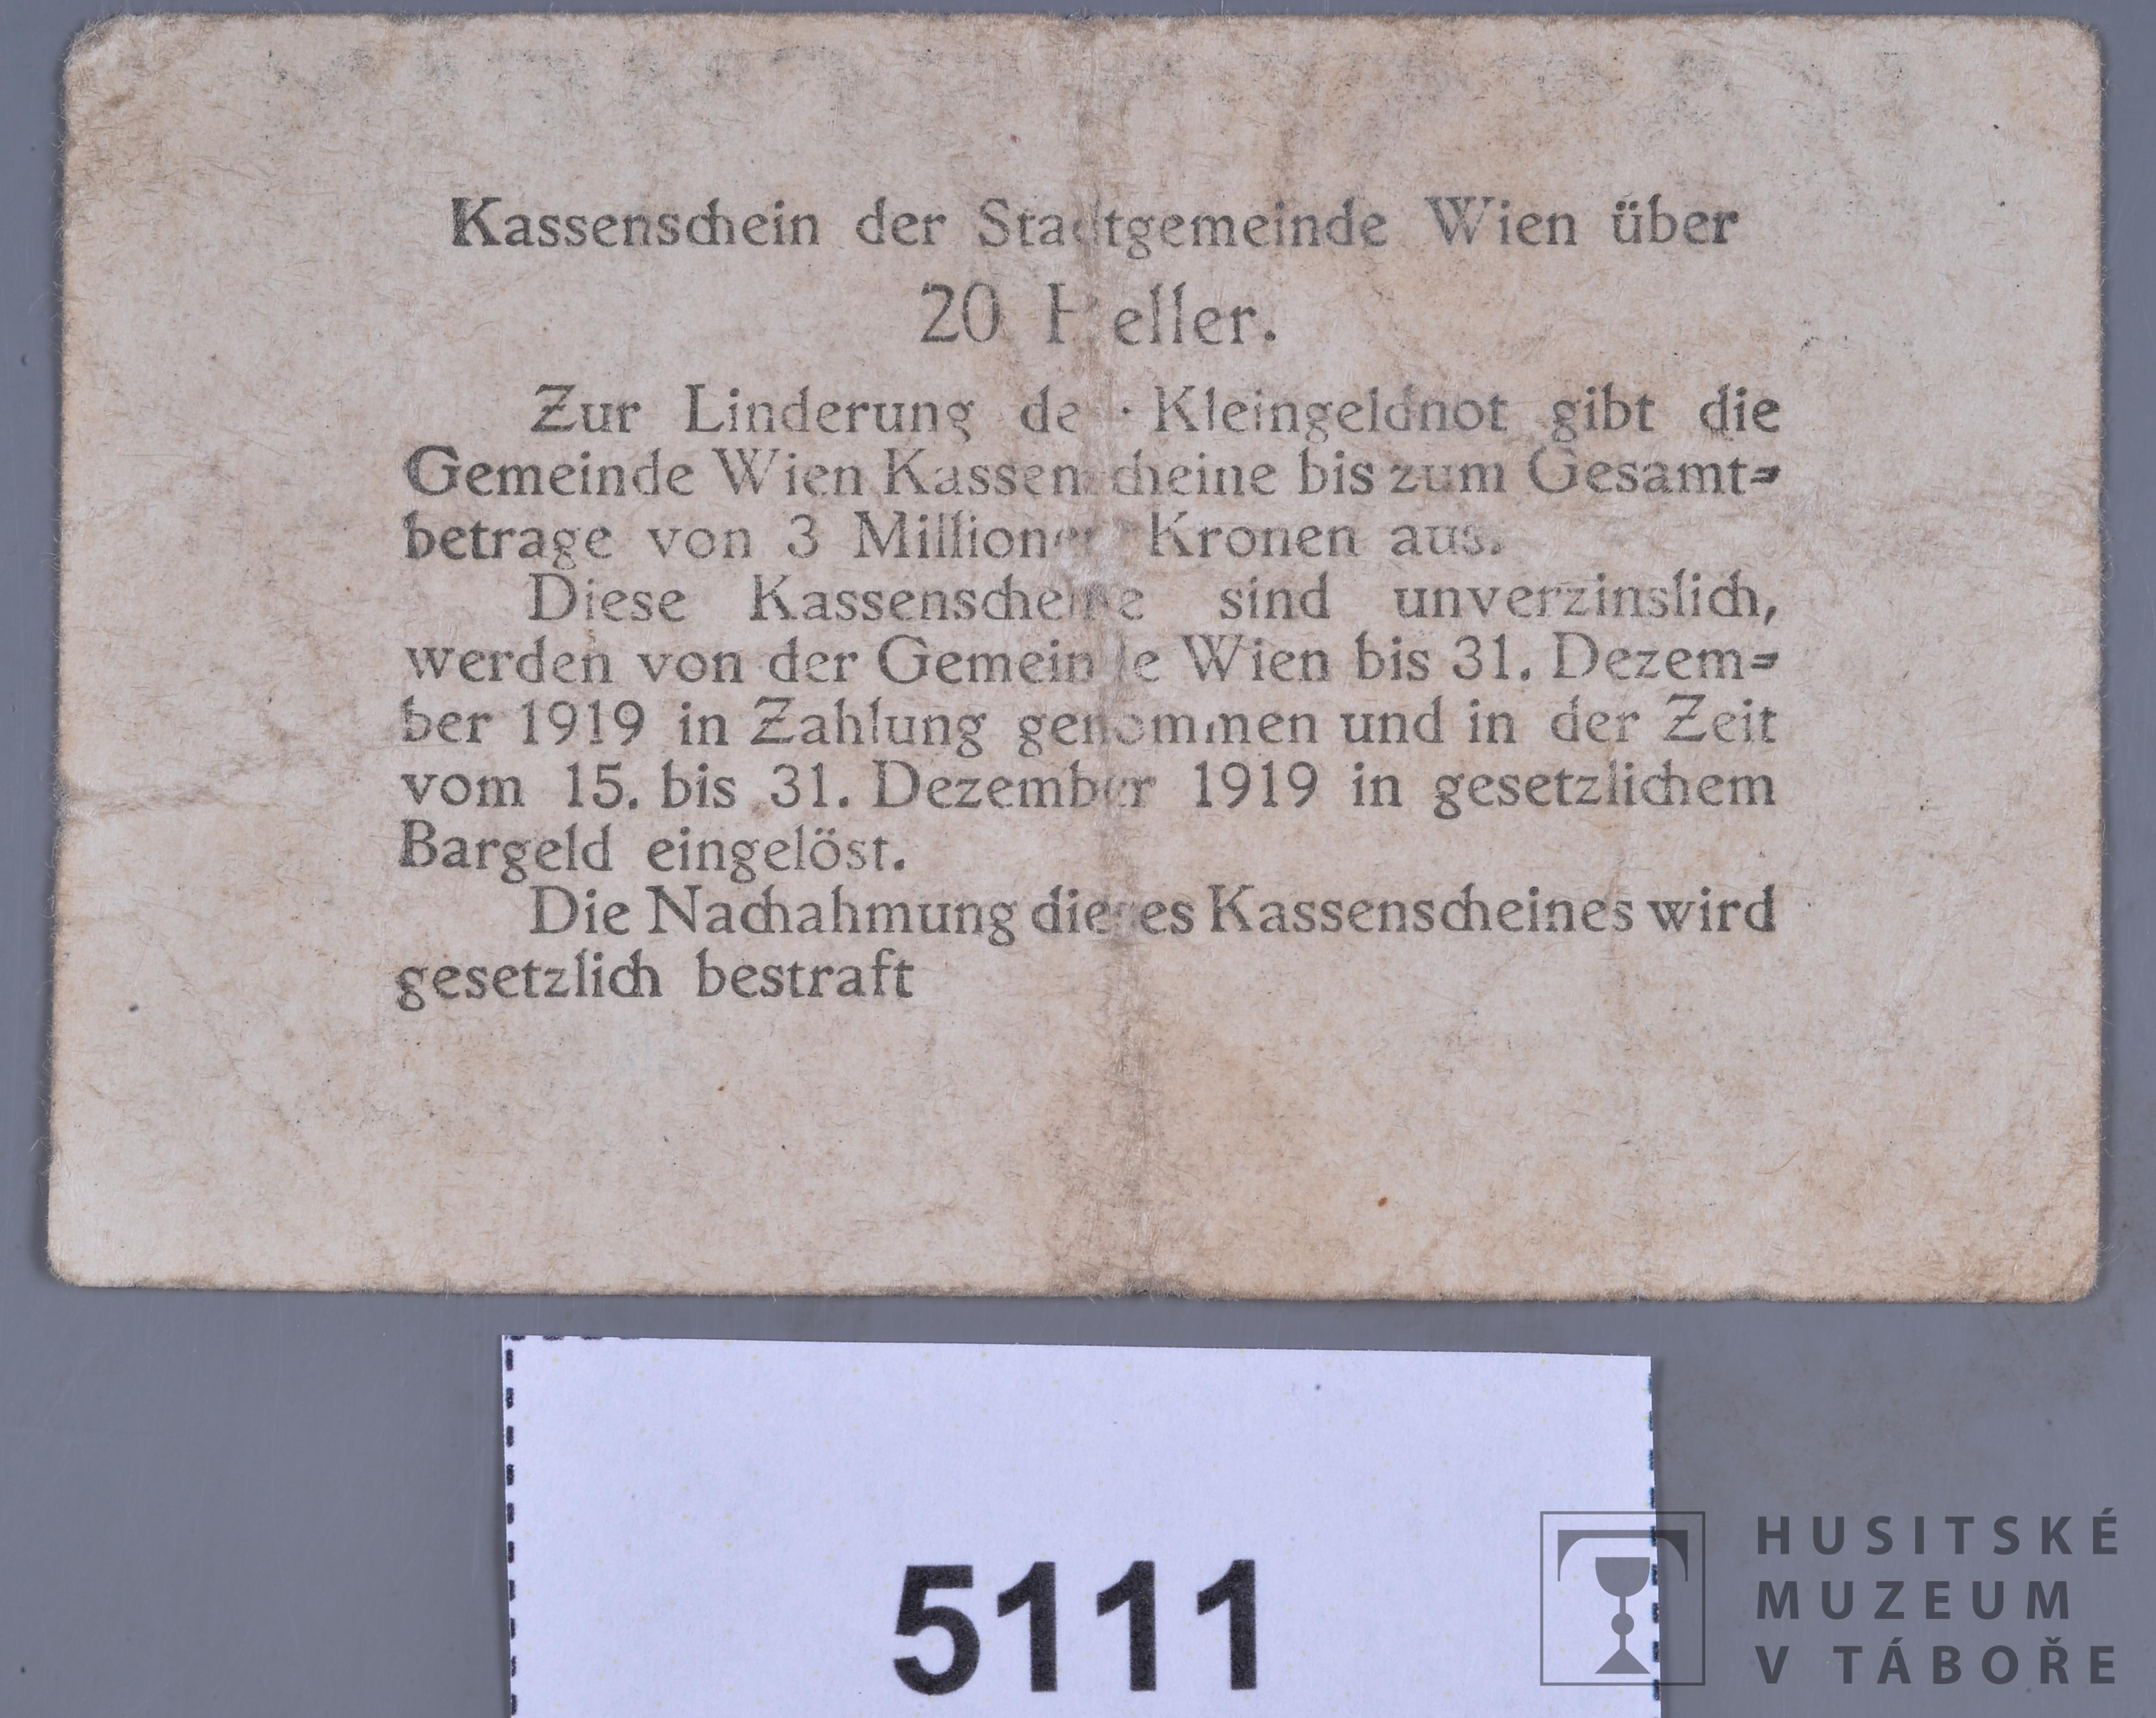 Kassenschein der Stadtgemeinde Wien über
20 Heller.
Zur Linderung der Kleingeldnot gibt die
Gemeinde Wien Kassenscheine bis zum Gesamt=
betrage von 3 Millionen Kronen aus.
Diese Kassenscheine sind unverzinslich,
werden von der Gemeinde Wien bis 31. Dezem=
ber 1919 in Zahlung genommen und in der Zeit
vom 15. bis 31. Dezember 1919 in gesetzlichem
Bargeld eingelöst.
Die Nachahmung dieses Kassenscheines wird
gesetzlich bestraft
5111
HUSITSKÉ
MUZEUM
V TÁBOŘE